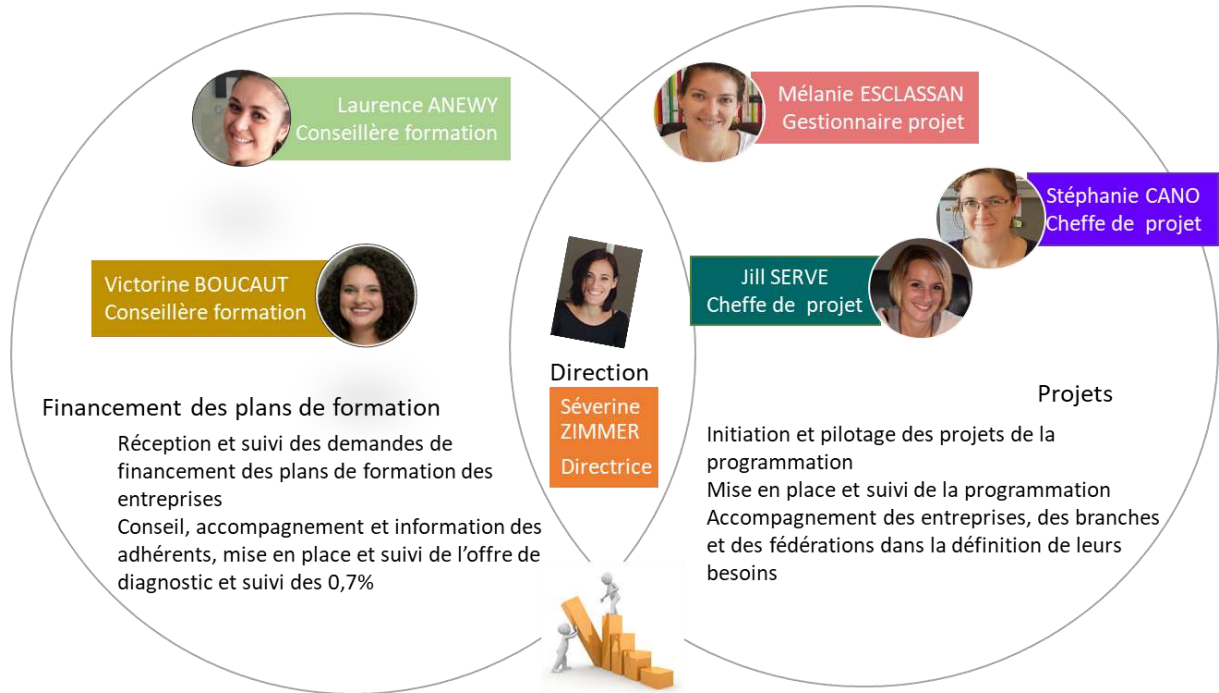 Laurence ANEWY
Conseillère formation
Victorine BOUCAUT
Conseillère formation
Financement des plans de formation
Réception et suivi des demandes de
financement des plans de formation des
entreprises
Conseil, accompagnement et information des
adhérents, mise en place et suivi de l’offre de
diagnostic et suivi des 0,7%
Direction
Séverine
ZIMMER
Directrice
Mélanie ESCLASSAN
Gestionnaire projet
Stéphanie CANO
Cheffe de projet
Jill SERVE
Cheffe de projet
Projets
Initiation et pilotage des projets de la
programmation
Mise en place et suivi de la programmation
Accompagnement des entreprises, des branches
et des fédérations dans la définition de leurs
besoins